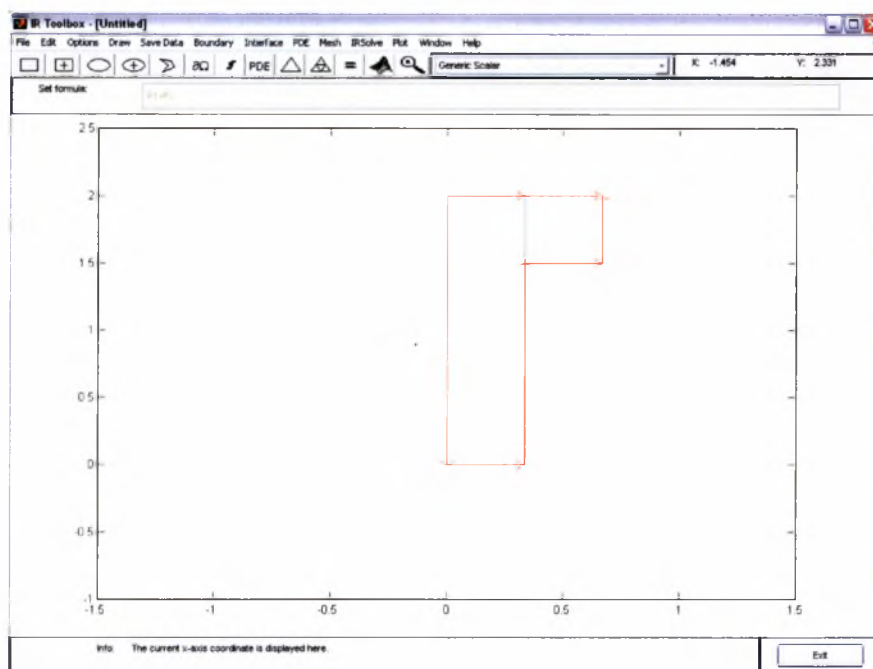 IR Toolbox - [Untitled]
File Edit Options Draw Save Data Boundary Interface PDE Mesh IRSolve Plot Window Help
∂Ω PDE = Generic Scalar X: -1.454 Y: 2.331
Set formula:
2.5
2
1.5
1
0.5
0
-0.5
-1
-1.5 -1 -0.5 0 0.5 1 1.5
Info: The current x-axis coordinate is displayed here. Exit